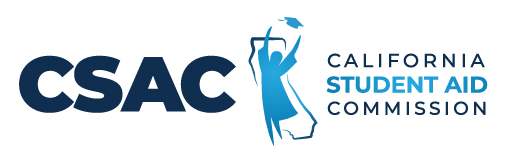 CSAC
CALIFORNIA
STUDENT AID
COMMISSION